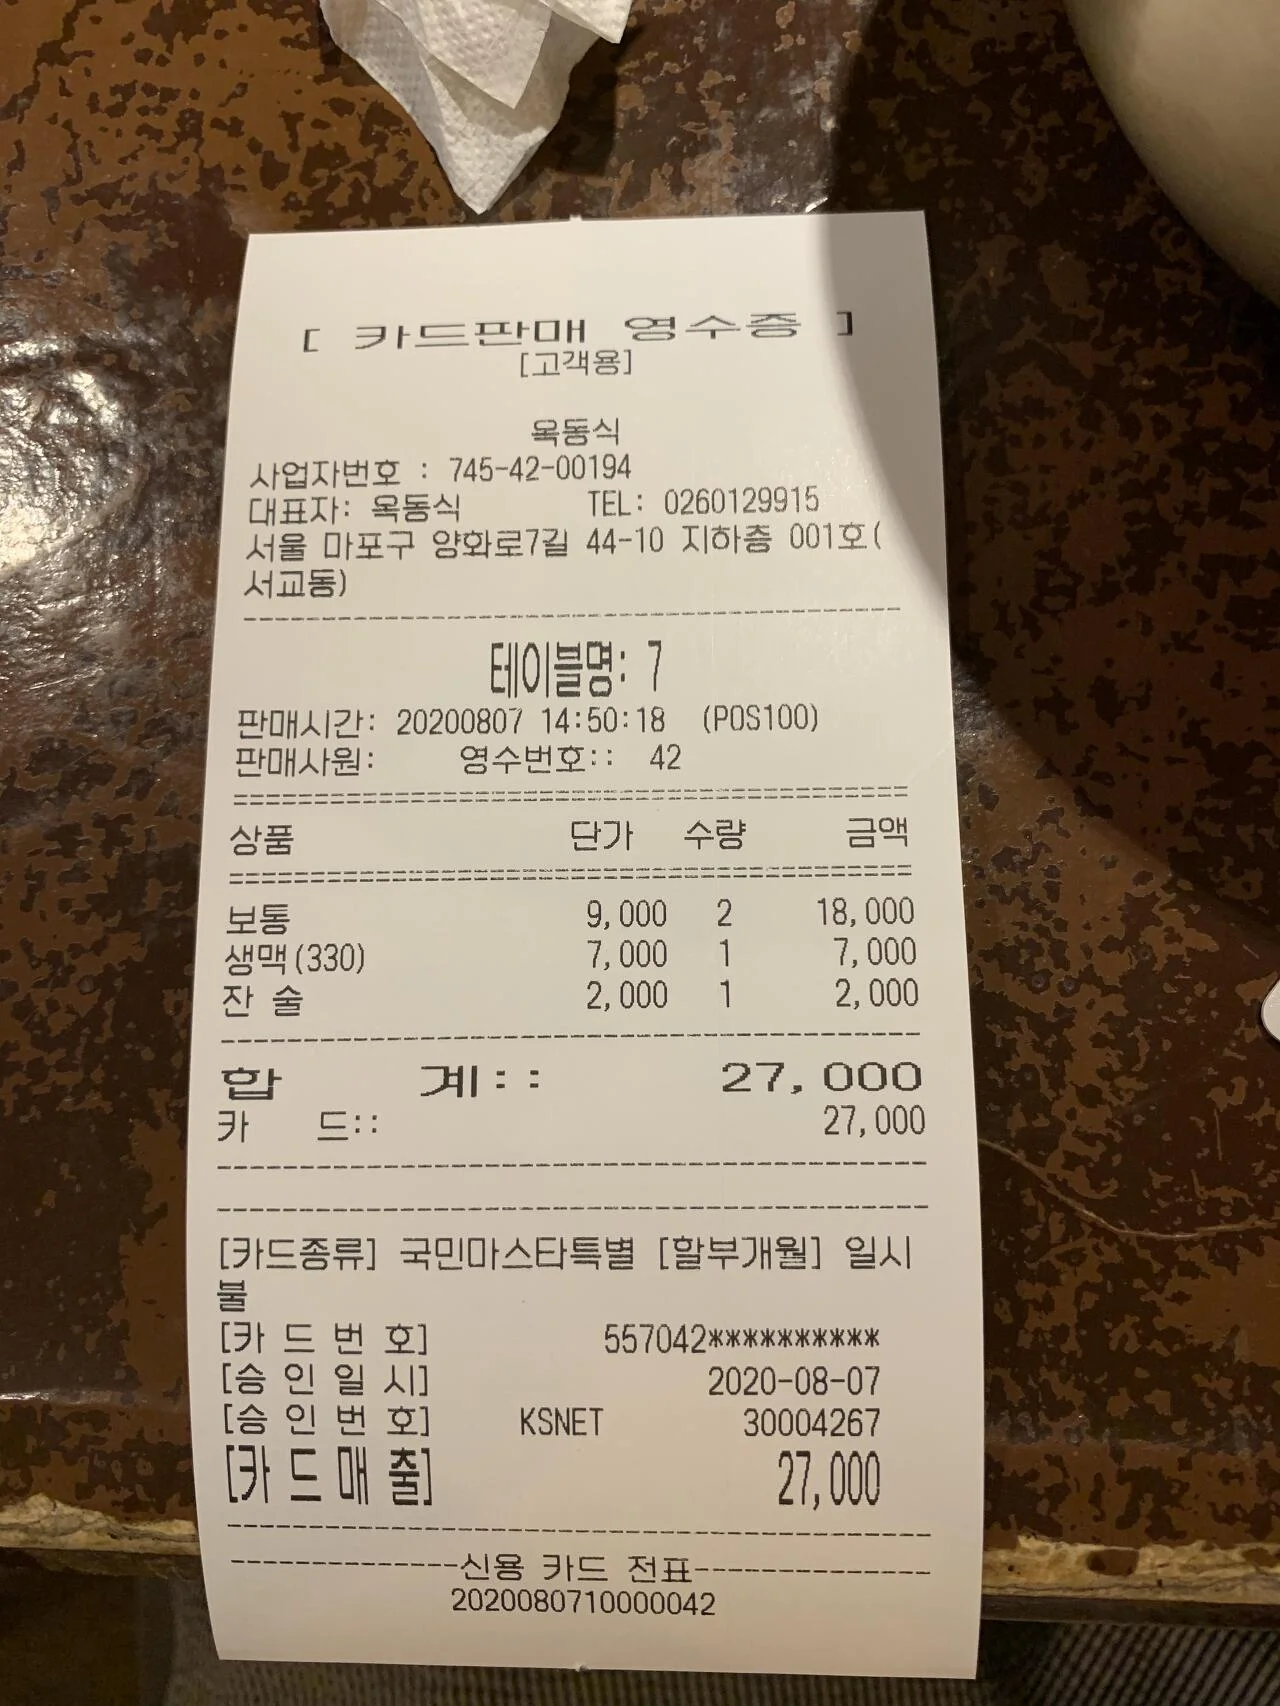 [ 카드판매 영수증 ]
[고객용]
옥동식
사업자번호 : 745-42-00194
대표자: 옥동식 TEL: 0260129915
서울 마포구 양화로7길 44-10 지하층 001호(
서교동)
테이블명: 7
판매시간: 20200807 14:50:18 (POS100)
판매사원: 영수번호:: 42
상품 단가 수량 금액
보통 9,000 2 18,000
생맥(330) 7,000 1 7,000
잔 술 2,000 1 2,000
합 계:: 27,000
카 드:: 27,000
[카드종류] 국민마스타특별 [할부개월] 일시
불
[카 드 번 호] 557042**********
[승 인 일 시] 2020-08-07
[승 인 번 호] KSNET 30004267
[카 드 매 출] 27,000
--------------신용 카드 전표--------------
2020080710000042